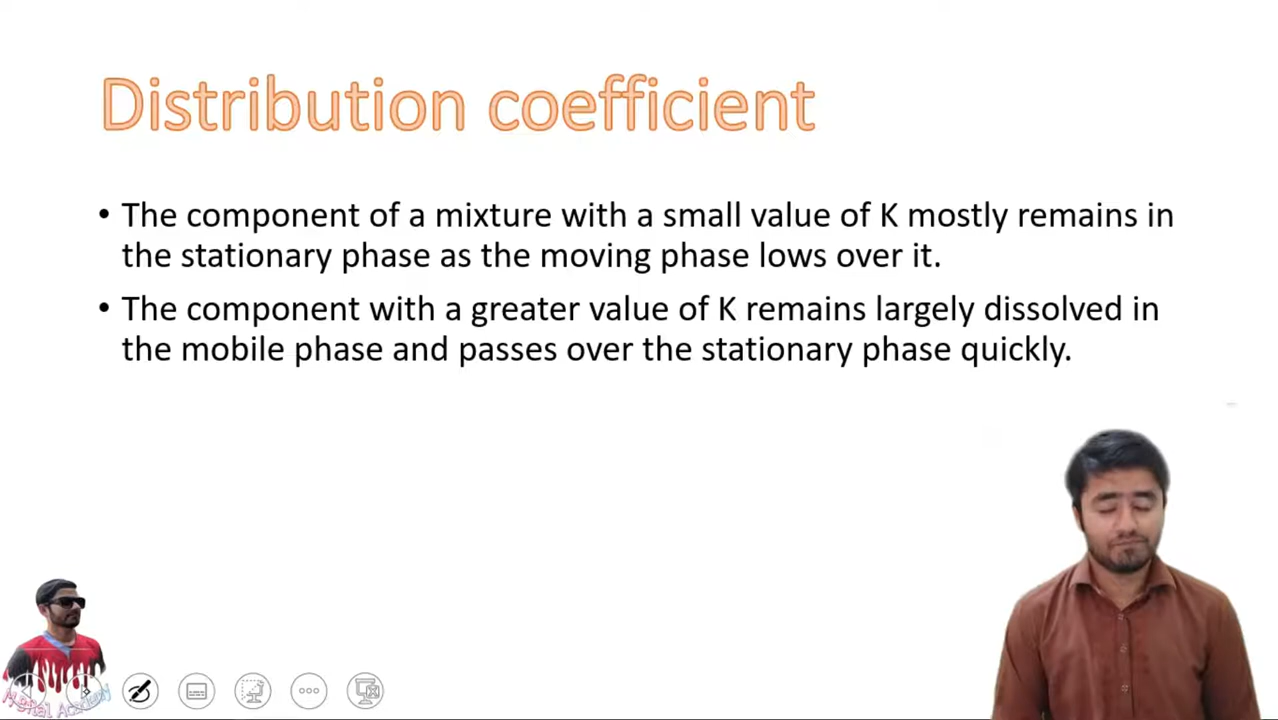 Distribution coefficient
• The component of a mixture with a small value of K mostly remains in
the stationary phase as the moving phase lows over it.
• The component with a greater value of K remains largely dissolved in
the mobile phase and passes over the stationary phase quickly.
Academy